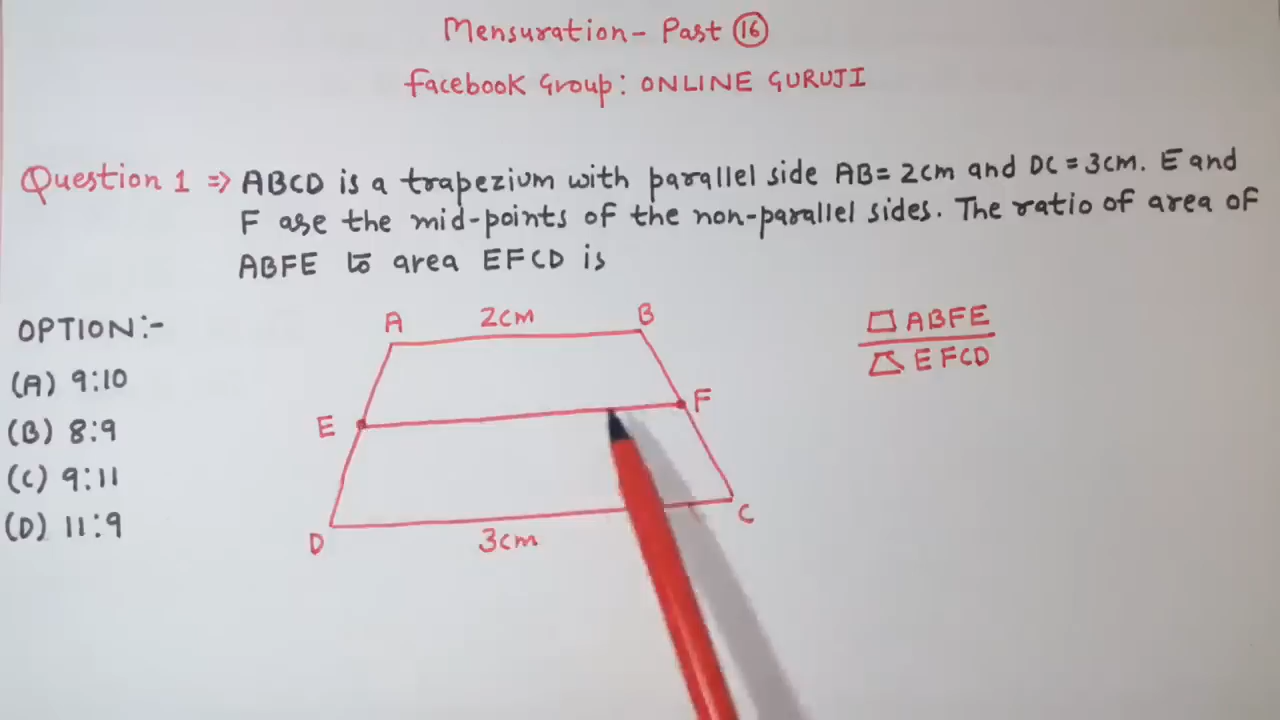 Mensuration - Part 16
Facebook Group: ONLINE GURUJI
Question 1 => ABCD is a trapezium with parallel side AB = 2cm and DC = 3cm. E and
F are the mid-points of the non-parallel sides. The ratio of area of
ABFE to area EFCD is
OPTION:-
(A) 9:10
(B) 8:9
(C) 9:11
(D) 11:9
A 2cm B
E F
D 3cm C
□ ABFE
EFCD